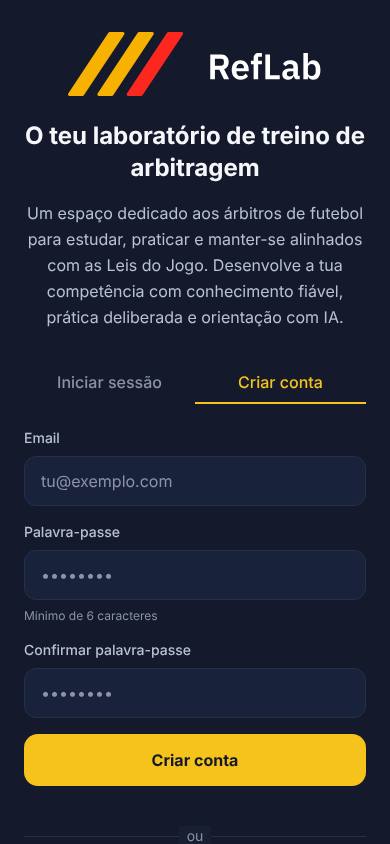 RefLab
O teu laboratório de treino de
arbitragem
Um espaço dedicado aos árbitros de futebol
para estudar, praticar e manter-se alinhados
com as Leis do Jogo. Desenvolve a tua
competência com conhecimento fiável,
prática deliberada e orientação com IA.
Iniciar sessão Criar conta
Email
tu@exemplo.com
Palavra-passe
••••••••
Mínimo de 6 caracteres
Confirmar palavra-passe
••••••••
Criar conta
ou